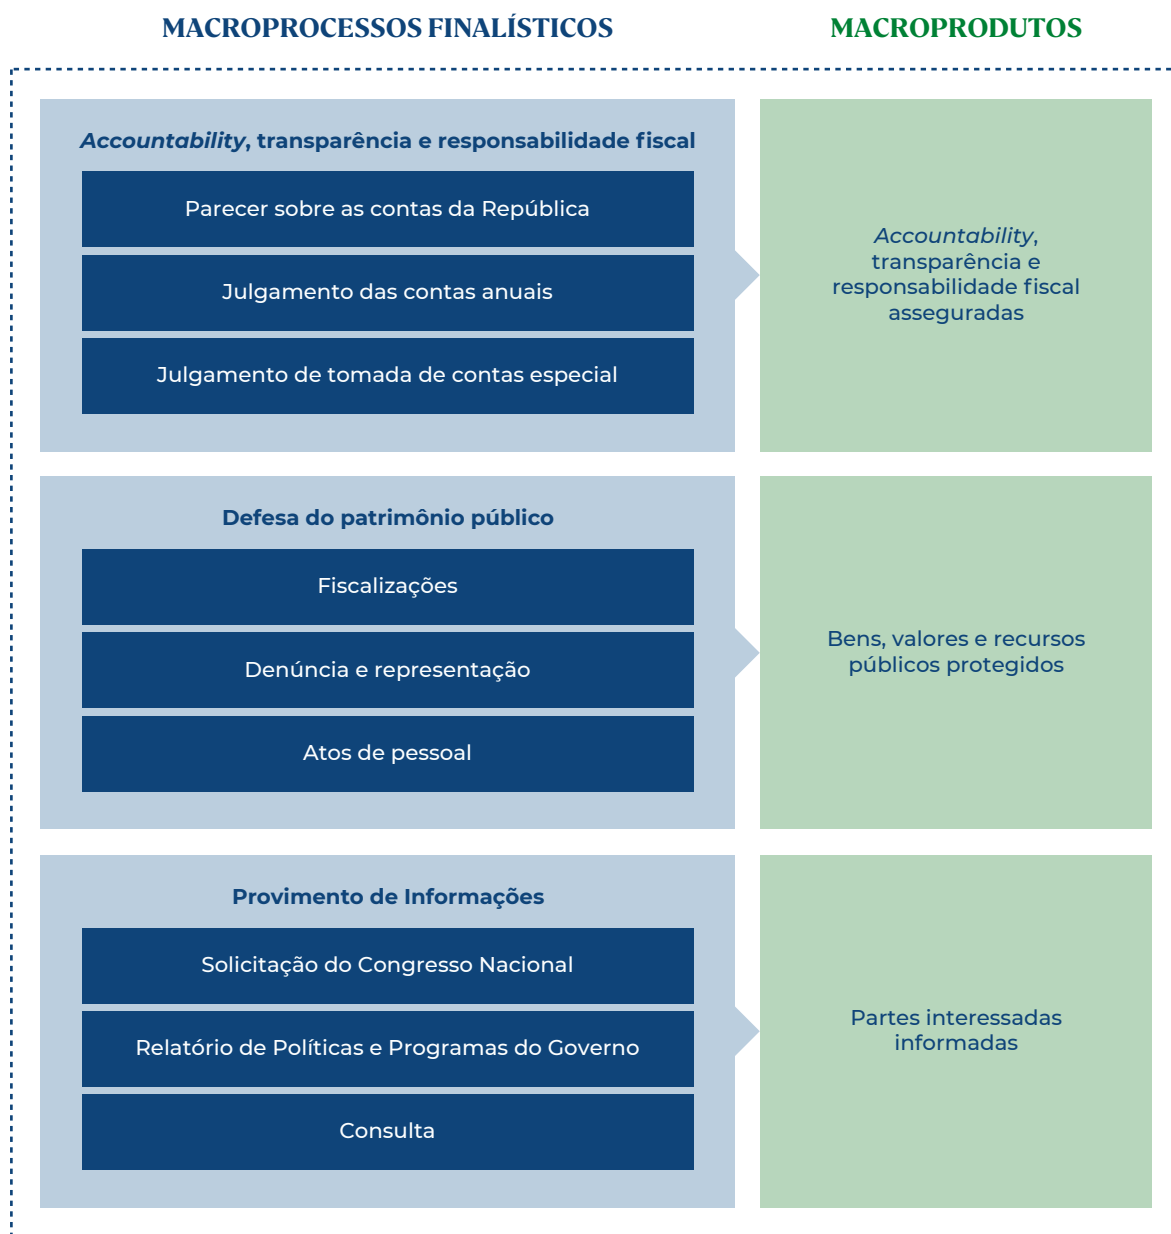 MACROPROCESSOS FINALÍSTICOS
MACROPRODUTOS
Accountability, transparência e responsabilidade fiscal
Parecer sobre as contas da República
Julgamento das contas anuais
Julgamento de tomada de contas especial
Accountability,
transparência e
responsabilidade fiscal
asseguradas
Defesa do patrimônio público
Fiscalizações
Denúncia e representação
Atos de pessoal
Bens, valores e recursos
públicos protegidos
Provimento de Informações
Solicitação do Congresso Nacional
Relatório de Políticas e Programas do Governo
Consulta
Partes interessadas
informadas